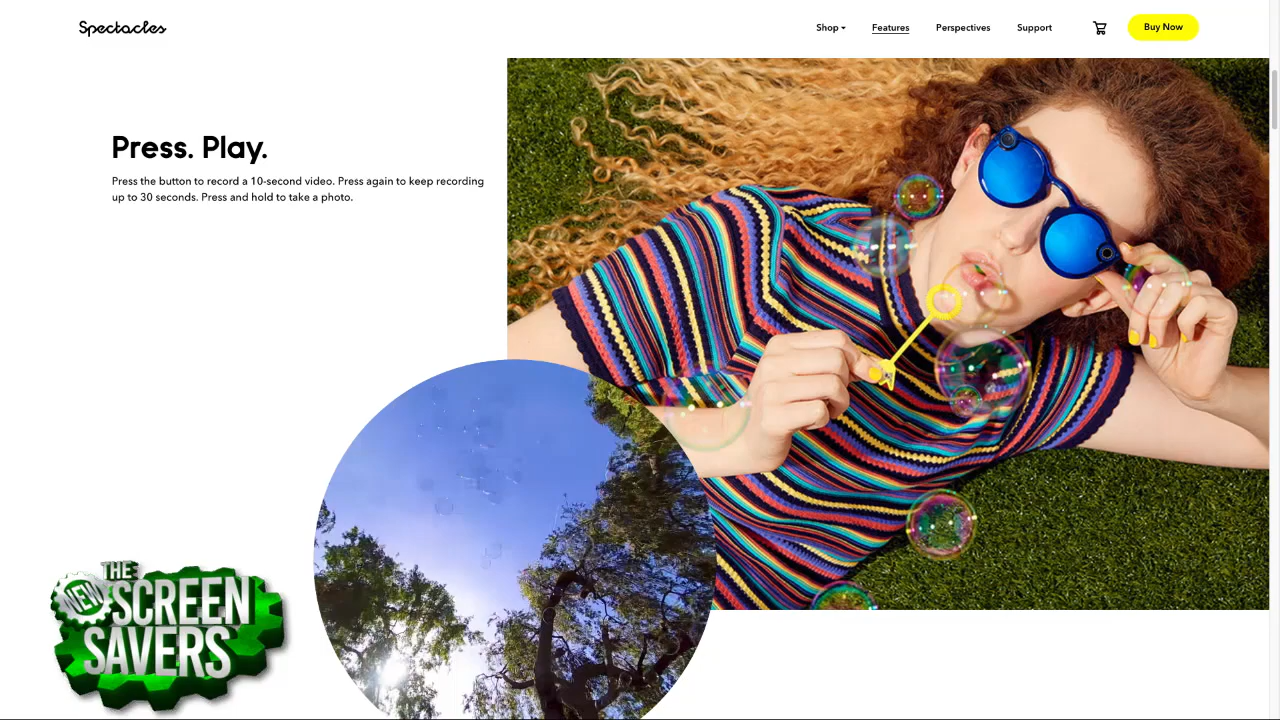 Spectacles
Shop
Features
Perspectives
Support
Buy Now
Press. Play.
Press the button to record a 10-second video. Press again to keep recording
up to 30 seconds. Press and hold to take a photo.
THE
NEW
SCREEN
SAVERS